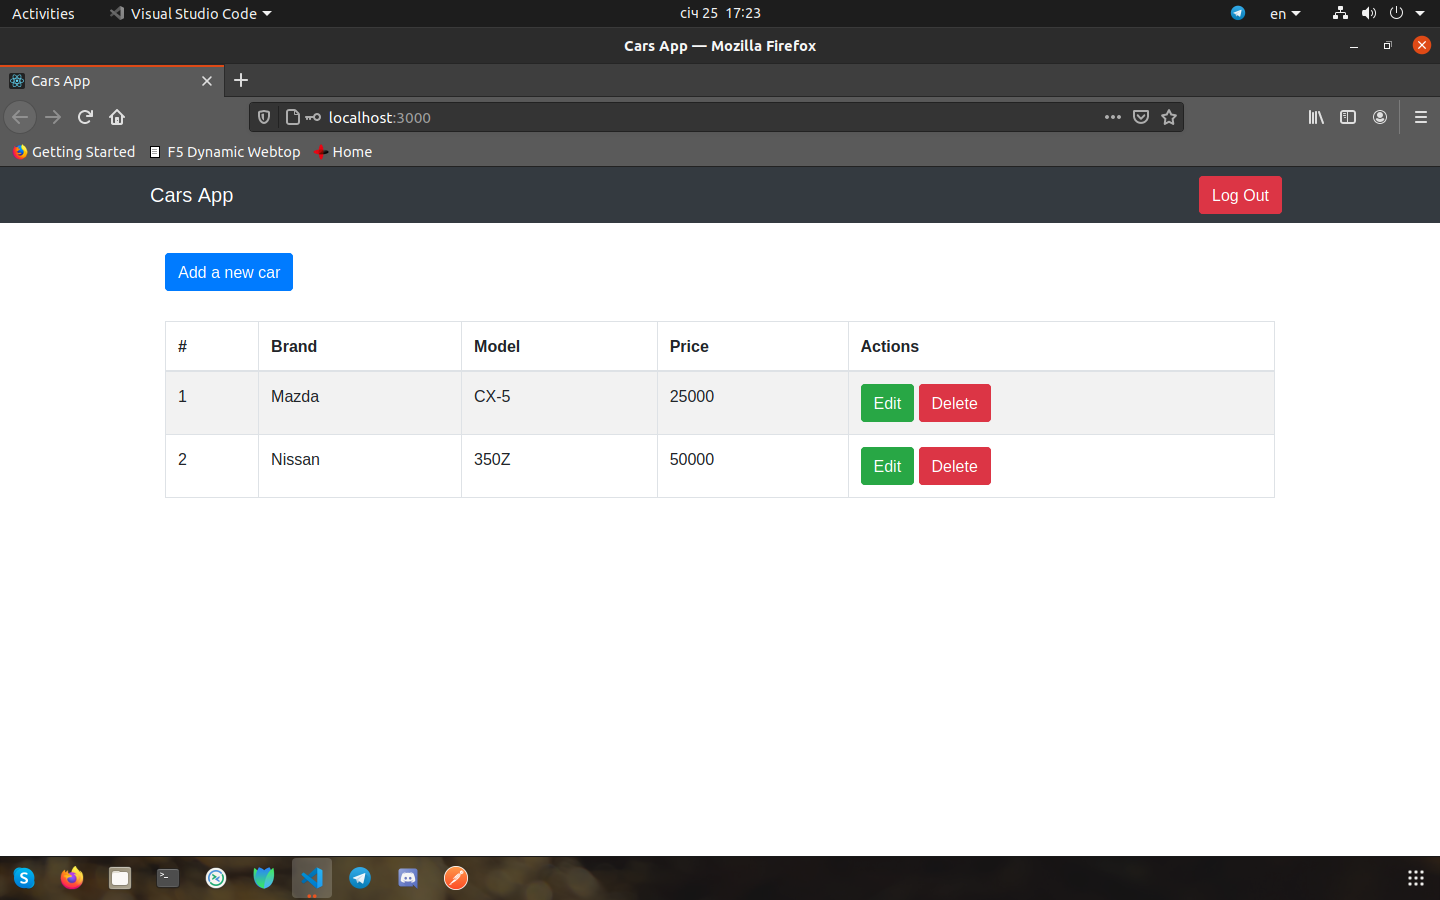 Activities Visual Studio Code січ 25 17:23 en
Cars App — Mozilla Firefox
Cars App
localhost:3000
Getting Started F5 Dynamic Webtop Home
Cars App Log Out
Add a new car
# Brand Model Price Actions
1 Mazda CX-5 25000 Edit Delete
2 Nissan 350Z 50000 Edit Delete